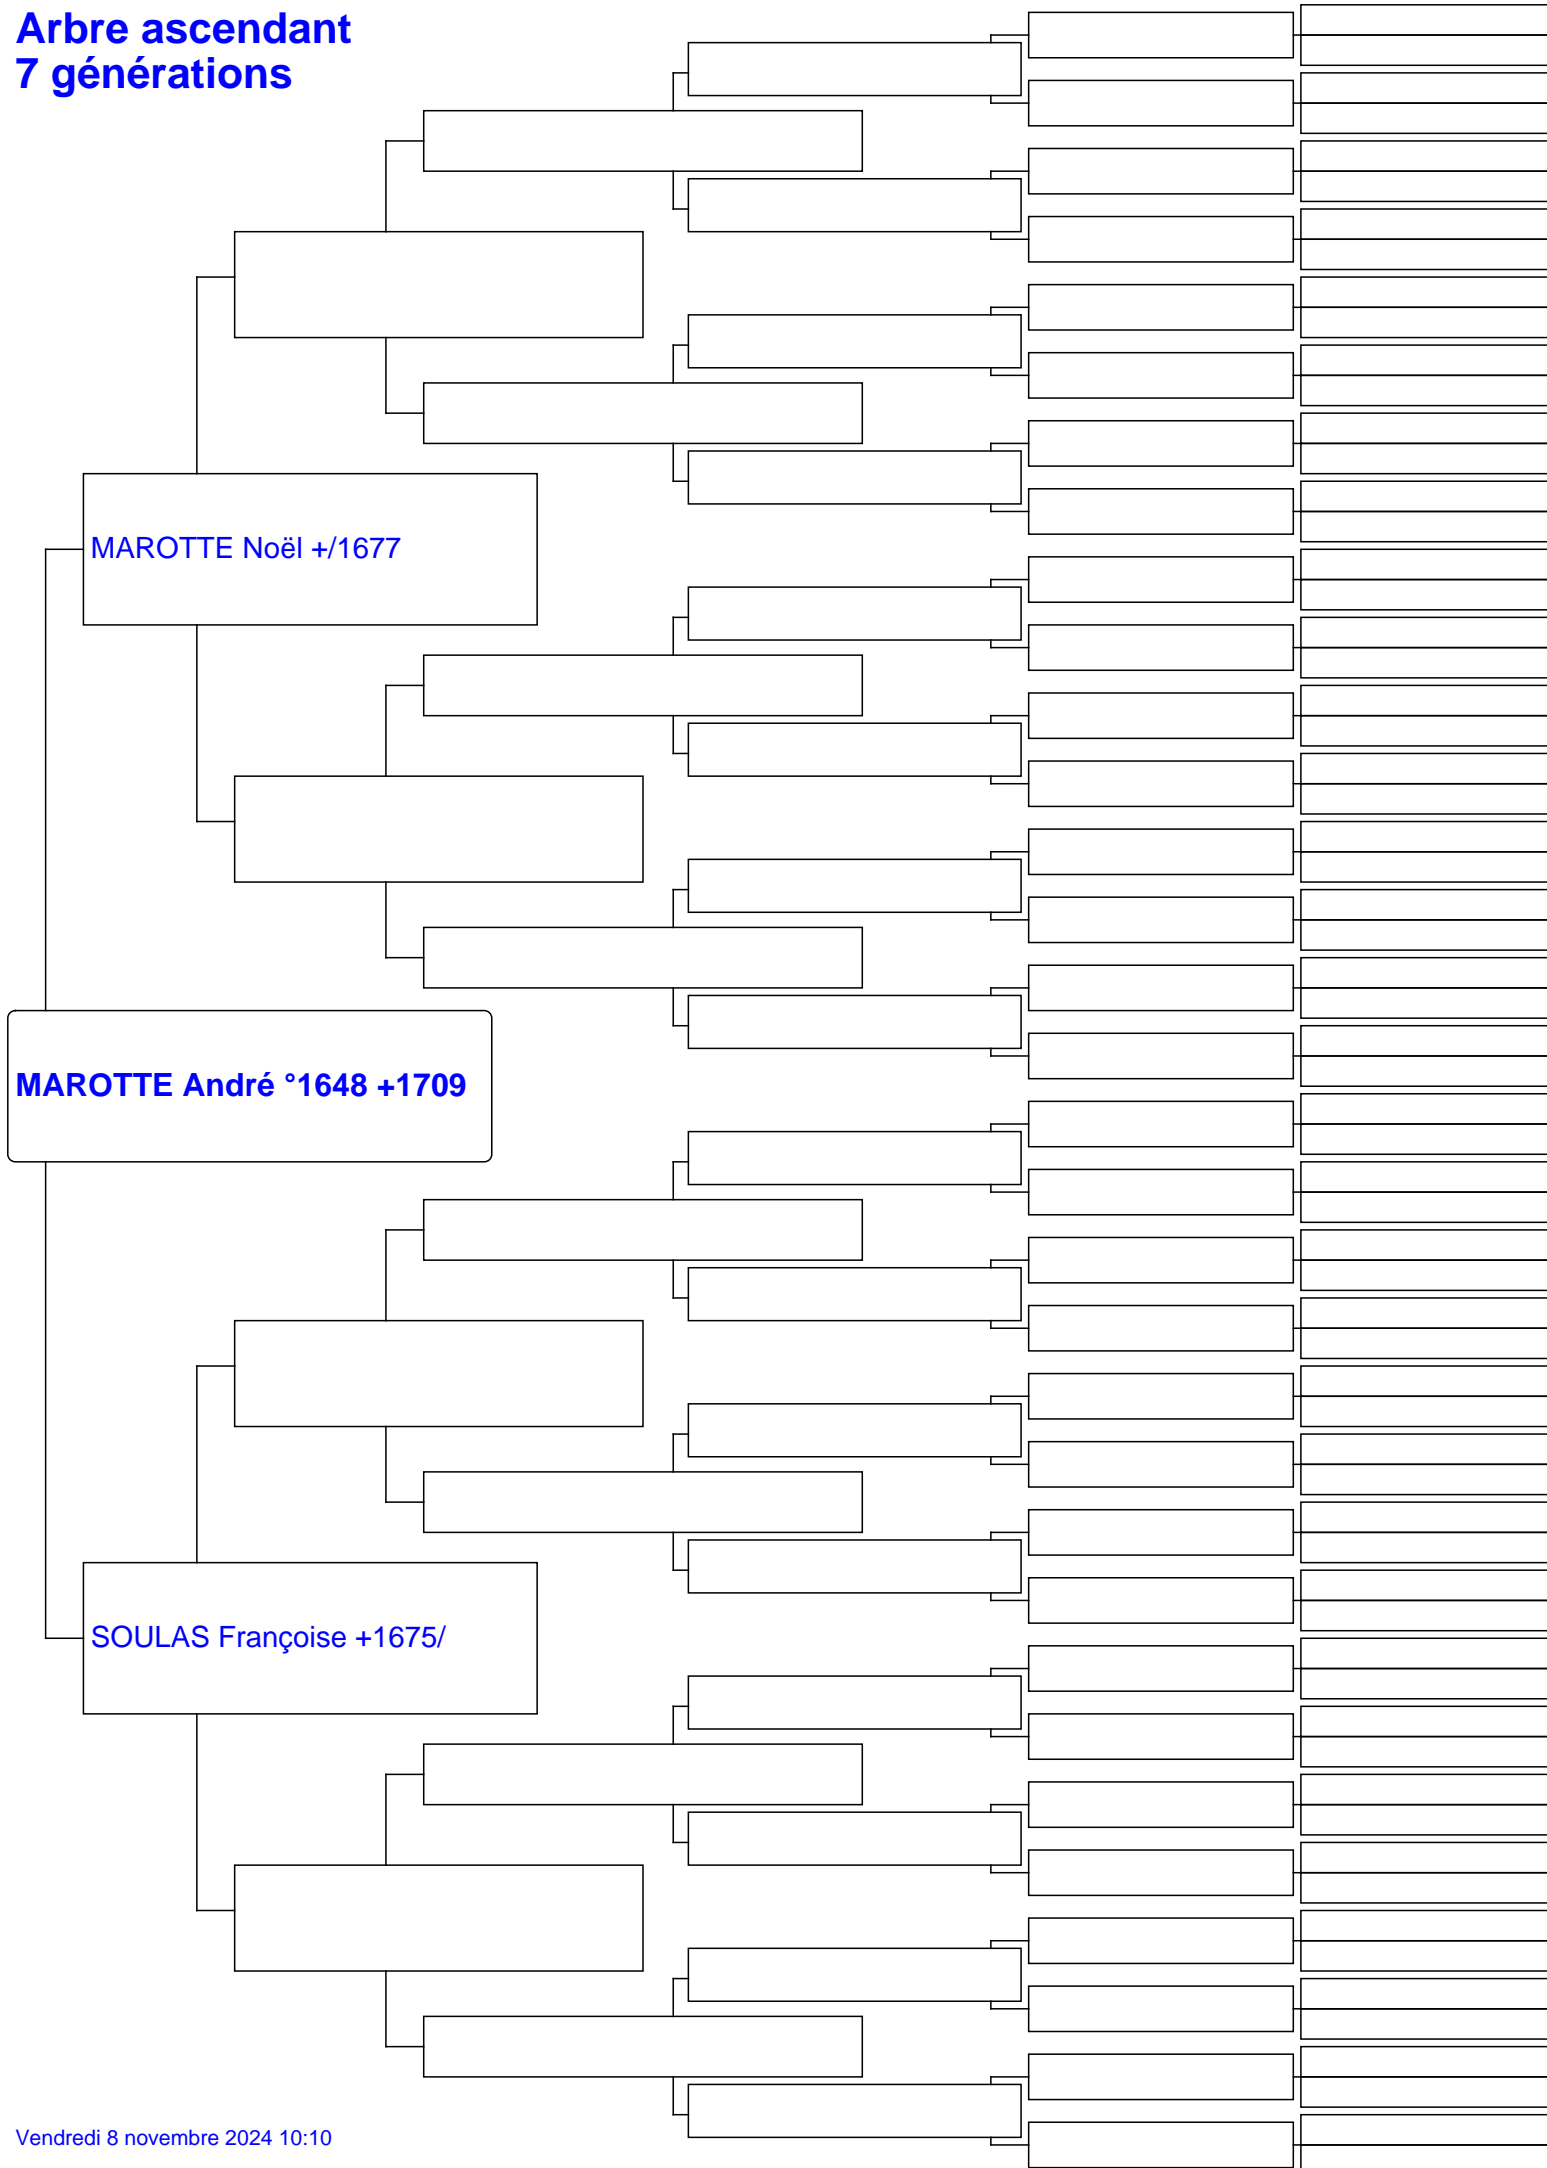 Arbre ascendant
7 générations
MAROTTE Noël +/1677
MAROTTE André °1648 +1709
SOULAS Françoise +1675/
Vendredi 8 novembre 2024 10:10